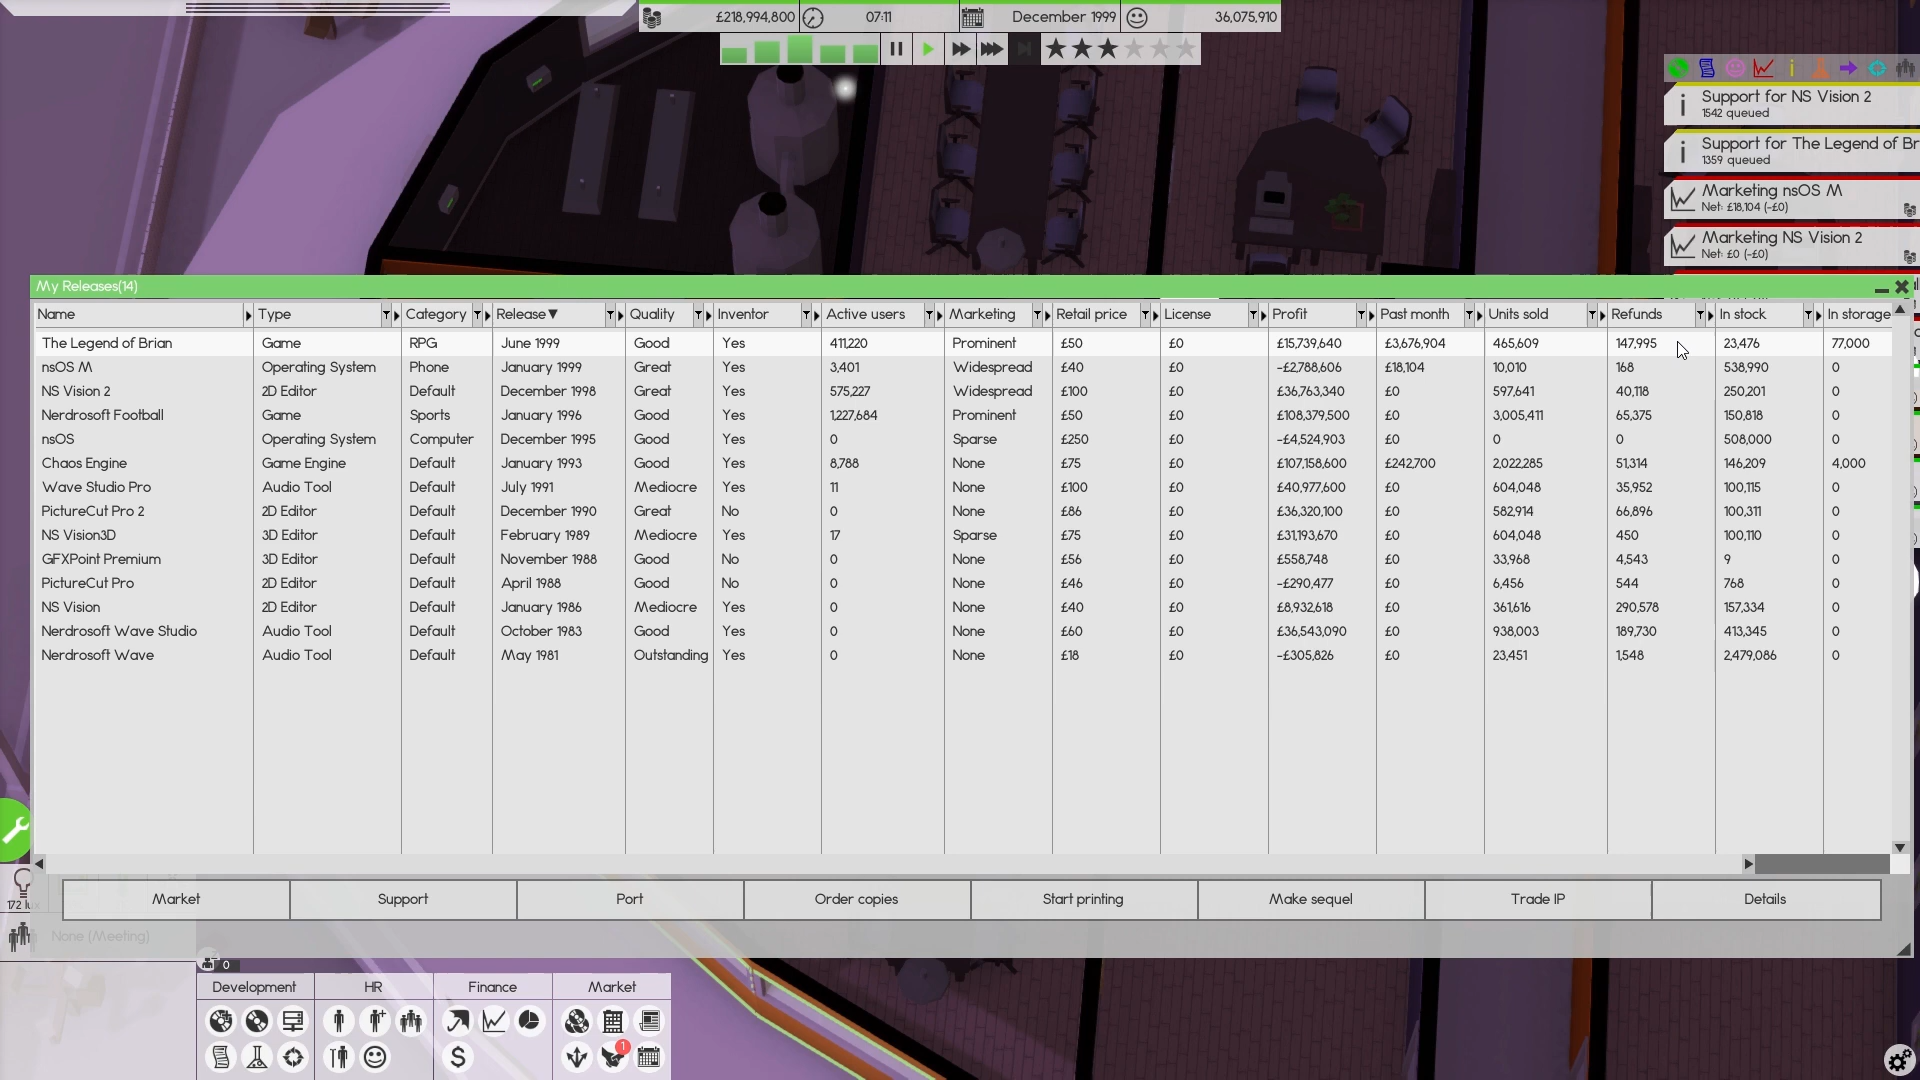 £218,994,800 07:11 December 1999 36,075,910
Support for NS Vision 2
1542 queued
Support for The Legend of Br
1359 queued
Marketing nsOS M
Net: £18,104 (-£0)
Marketing NS Vision 2
Net: £0 (-£0)
My Releases(14)
Name Type Category Release▼ Quality Inventor Active users Marketing Retail price License Profit Past month Units sold Refunds In stock In storage
The Legend of Brian Game RPG June 1999 Good Yes 411,220 Prominent £50 £0 £15,739,640 £3,676,904 465,609 147,995 23,476 77,000
nsOS M Operating System Phone January 1999 Great Yes 3,401 Widespread £40 £0 -£2,788,606 £18,104 10,010 168 538,990 0
NS Vision 2 2D Editor Default December 1998 Great Yes 575,227 Widespread £100 £0 £36,763,340 £0 597,641 40,118 250,201 0
Nerdrosoft Football Game Sports January 1996 Good Yes 1,227,684 Prominent £50 £0 £108,379,500 £0 3,005,411 65,375 150,818 0
nsOS Operating System Computer December 1995 Good Yes 0 Sparse £250 £0 -£4,524,903 £0 0 0 508,000 0
Chaos Engine Game Engine Default January 1993 Good Yes 8,788 None £75 £0 £107,158,600 £242,700 2,022,285 51,314 146,209 4,000
Wave Studio Pro Audio Tool Default July 1991 Mediocre Yes 11 None £100 £0 £40,977,600 £0 604,048 35,952 100,115 0
PictureCut Pro 2 2D Editor Default December 1990 Great No 0 None £86 £0 £36,320,100 £0 582,914 66,896 100,311 0
NS Vision3D 3D Editor Default February 1989 Mediocre Yes 17 Sparse £75 £0 £31,193,670 £0 604,048 450 100,110 0
GFXPoint Premium 3D Editor Default November 1988 Good No 0 None £56 £0 £558,748 £0 33,968 4,543 9 0
PictureCut Pro 2D Editor Default April 1988 Good No 0 None £46 £0 -£290,477 £0 6,456 544 768 0
NS Vision 2D Editor Default January 1986 Mediocre Yes 0 None £40 £0 £8,932,618 £0 361,616 290,578 157,334 0
Nerdrosoft Wave Studio Audio Tool Default October 1983 Good Yes 0 None £60 £0 £36,543,090 £0 938,003 189,730 413,345 0
Nerdrosoft Wave Audio Tool Default May 1981 Outstanding Yes 0 None £18 £0 -£305,826 £0 23,451 1,548 2,479,086 0
Market Support Port Order copies Start printing Make sequel Trade IP Details
172 lu
None (Meeting)
0
Development HR Finance Market
1